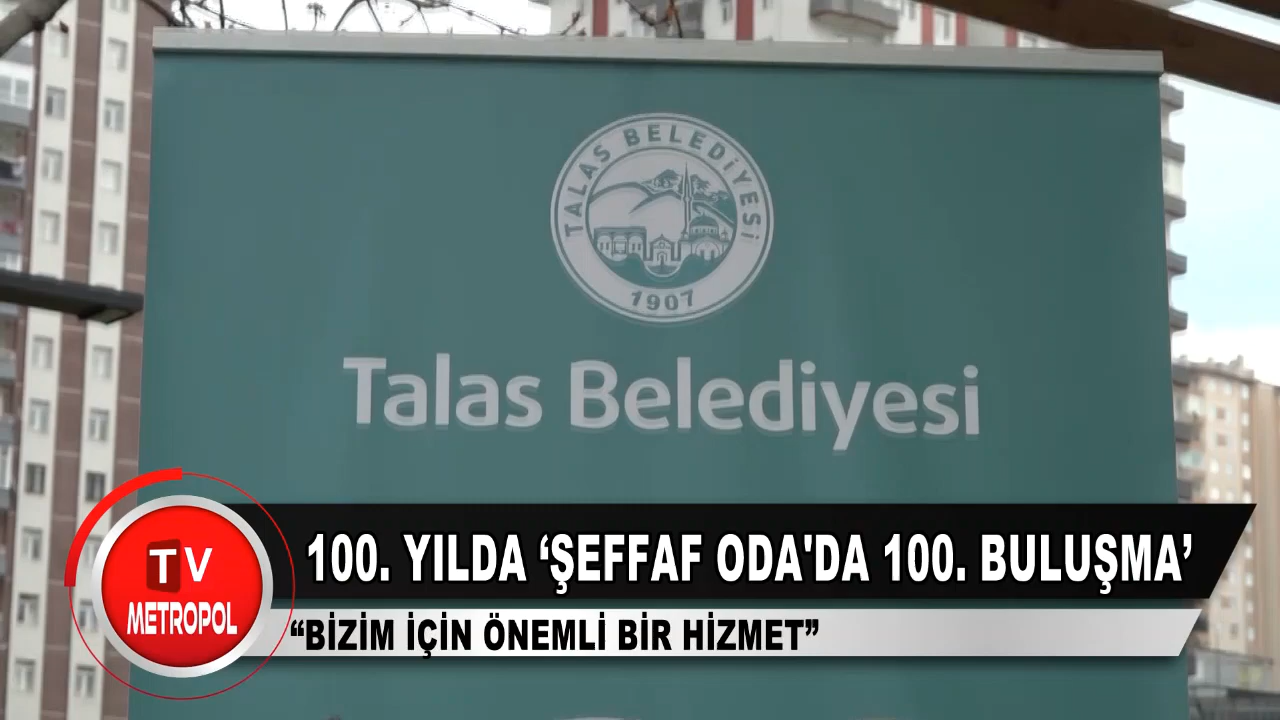 TALAS BELEDİYESİ
1907
Talas Belediyesi
100. YILDA ‘ŞEFFAF ODA'DA 100. BULUŞMA’
TV
METROPOL
“BİZİM İÇİN ÖNEMLİ BİR HİZMET”